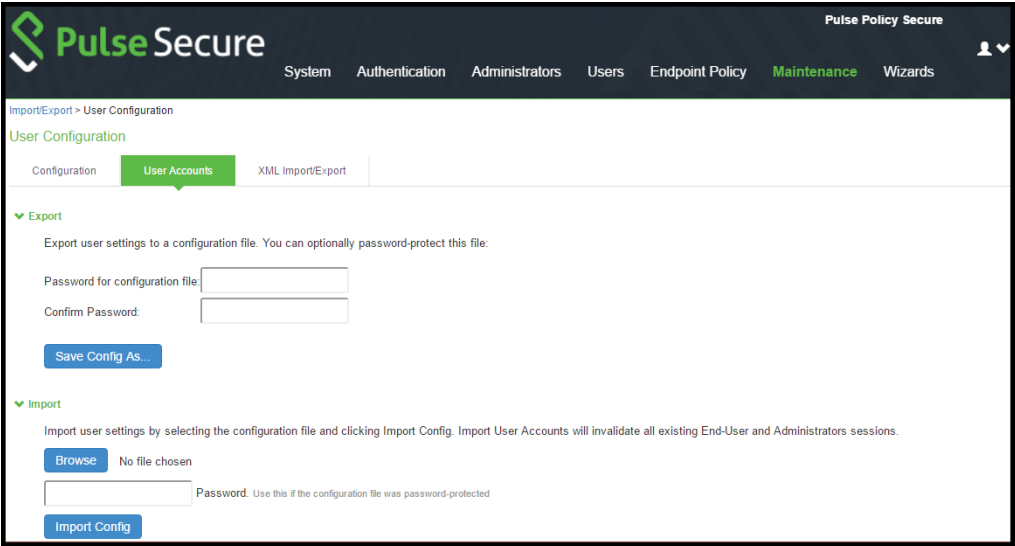 Pulse Policy Secure
Pulse Secure
System Authentication Administrators Users Endpoint Policy Maintenance Wizards
Import/Export > User Configuration
User Configuration
Configuration User Accounts XML Import/Export
Export
Export user settings to a configuration file. You can optionally password-protect this file:
Password for configuration file:
Confirm Password:
Save Config As...
Import
Import user settings by selecting the configuration file and clicking Import Config. Import User Accounts will invalidate all existing End-User and Administrators sessions.
Browse No file chosen
Password. Use this if the configuration file was password-protected
Import Config